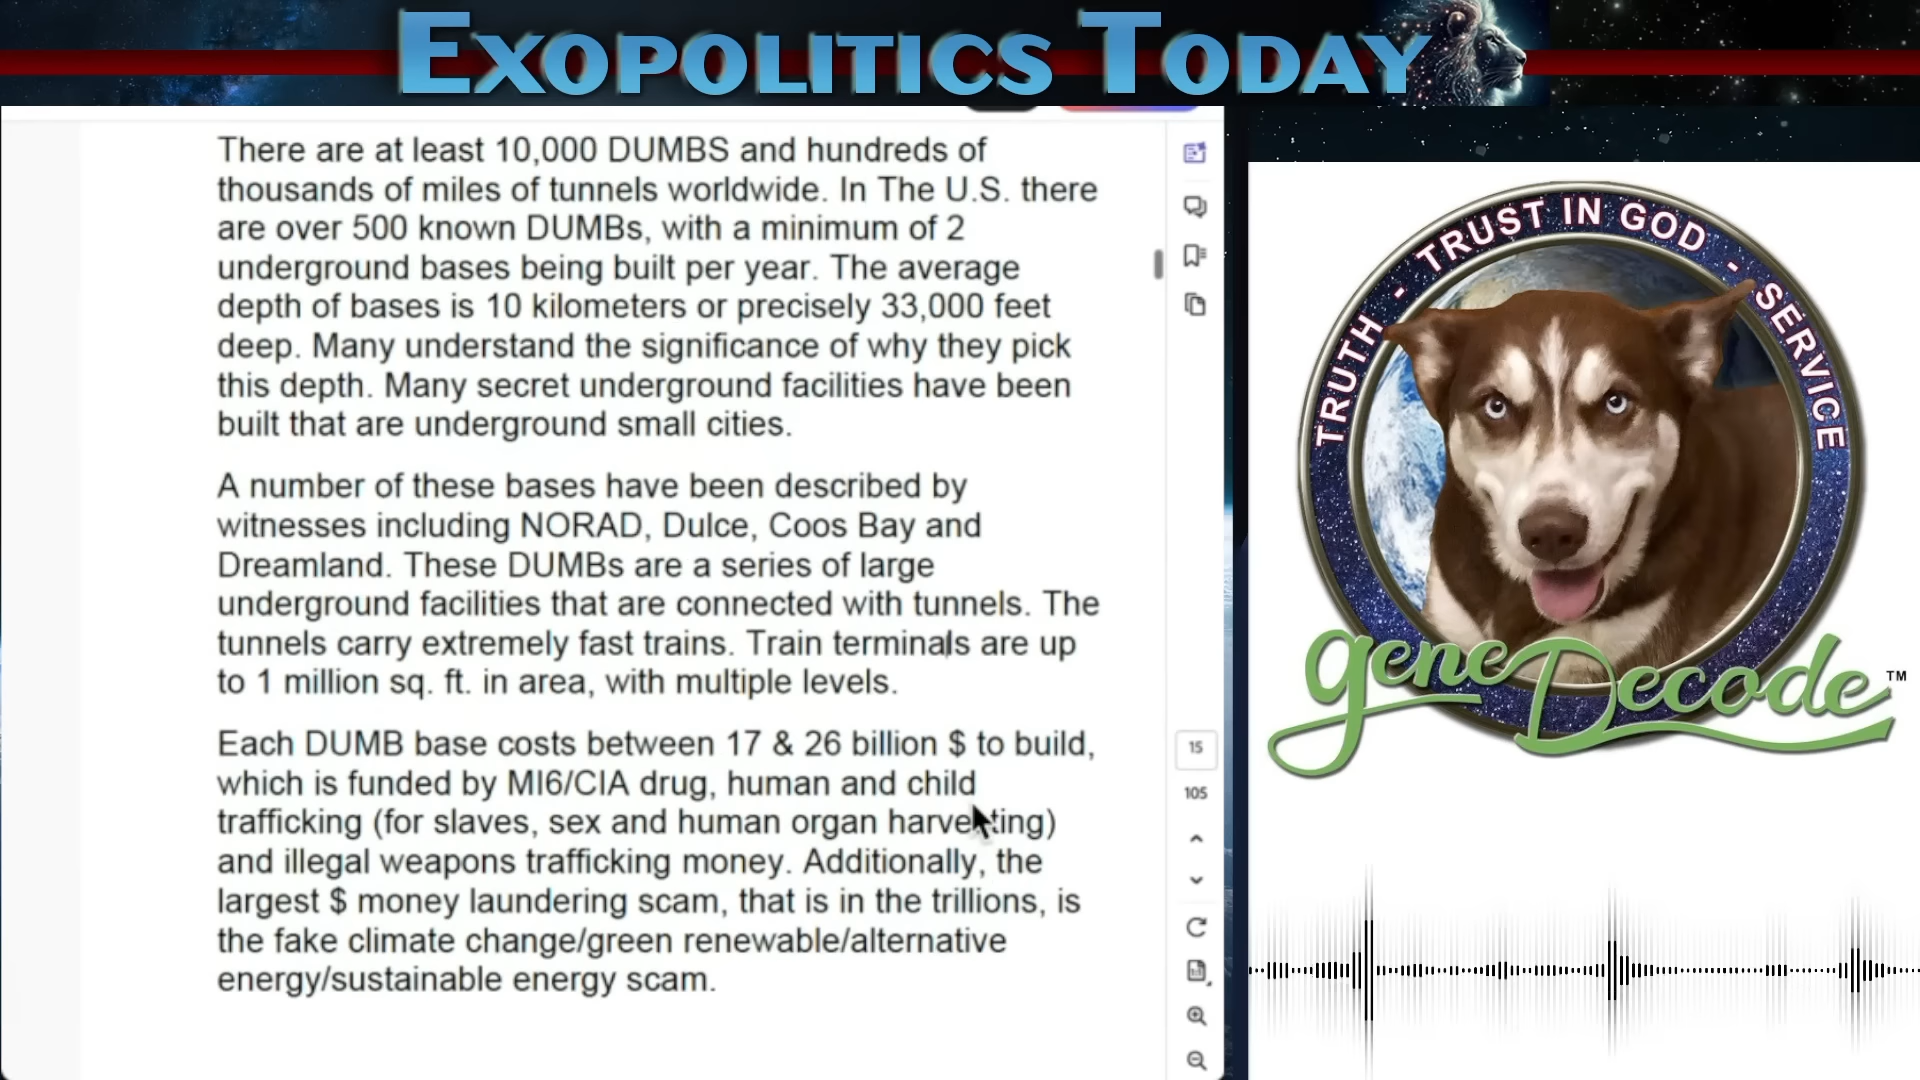 EXOPOLITICS TODAY
There are at least 10,000 DUMBS and hundreds of
thousands of miles of tunnels worldwide. In The U.S. there
are over 500 known DUMBs, with a minimum of 2
underground bases being built per year. The average
depth of bases is 10 kilometers or precisely 33,000 feet
deep. Many understand the significance of why they pick
this depth. Many secret underground facilities have been
built that are underground small cities.
A number of these bases have been described by
witnesses including NORAD, Dulce, Coos Bay and
Dreamland. These DUMBs are a series of large
underground facilities that are connected with tunnels. The
tunnels carry extremely fast trains. Train terminals are up
to 1 million sq. ft. in area, with multiple levels.
Each DUMB base costs between 17 & 26 billion $ to build,
which is funded by MI6/CIA drug, human and child
trafficking (for slaves, sex and human organ harvesting)
and illegal weapons trafficking money. Additionally, the
largest $ money laundering scam, that is in the trillions, is
the fake climate change/green renewable/alternative
energy/sustainable energy scam.
15
105
TRUTH - TRUST IN GOD - SERVICE
gene Decode™